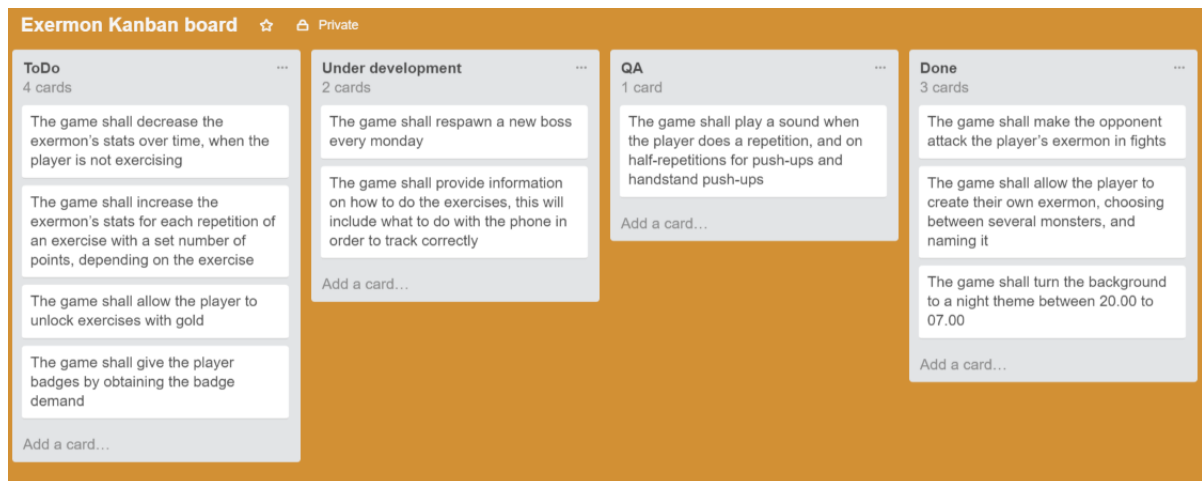 Exermon Kanban board
Private
ToDo
4 cards
The game shall decrease the
exermon's stats over time, when the
player is not exercising
The game shall increase the
exermon's stats for each repetition of
an exercise with a set number of
points, depending on the exercise
The game shall allow the player to
unlock exercises with gold
The game shall give the player
badges by obtaining the badge
demand
Add a card…
Under development
2 cards
The game shall respawn a new boss
every monday
The game shall provide information
on how to do the exercises, this will
include what to do with the phone in
order to track correctly
Add a card…
QA
1 card
The game shall play a sound when
the player does a repetition, and on
half-repetitions for push-ups and
handstand push-ups
Add a card…
Done
3 cards
The game shall make the opponent
attack the player's exermon in fights
The game shall allow the player to
create their own exermon, choosing
between several monsters, and
naming it
The game shall turn the background
to a night theme between 20.00 to
07.00
Add a card…